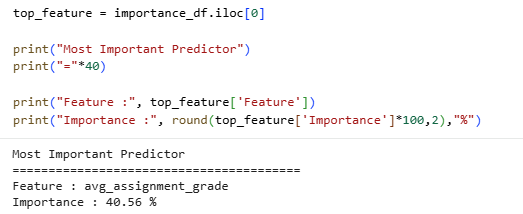 top_feature = importance_df.iloc[0]
print("Most Important Predictor")
print("="*40)
print("Feature :", top_feature['Feature'])
print("Importance :", round(top_feature['Importance']*100,2),"%")
Most Important Predictor
========================================
Feature : avg_assignment_grade
Importance : 40.56 %